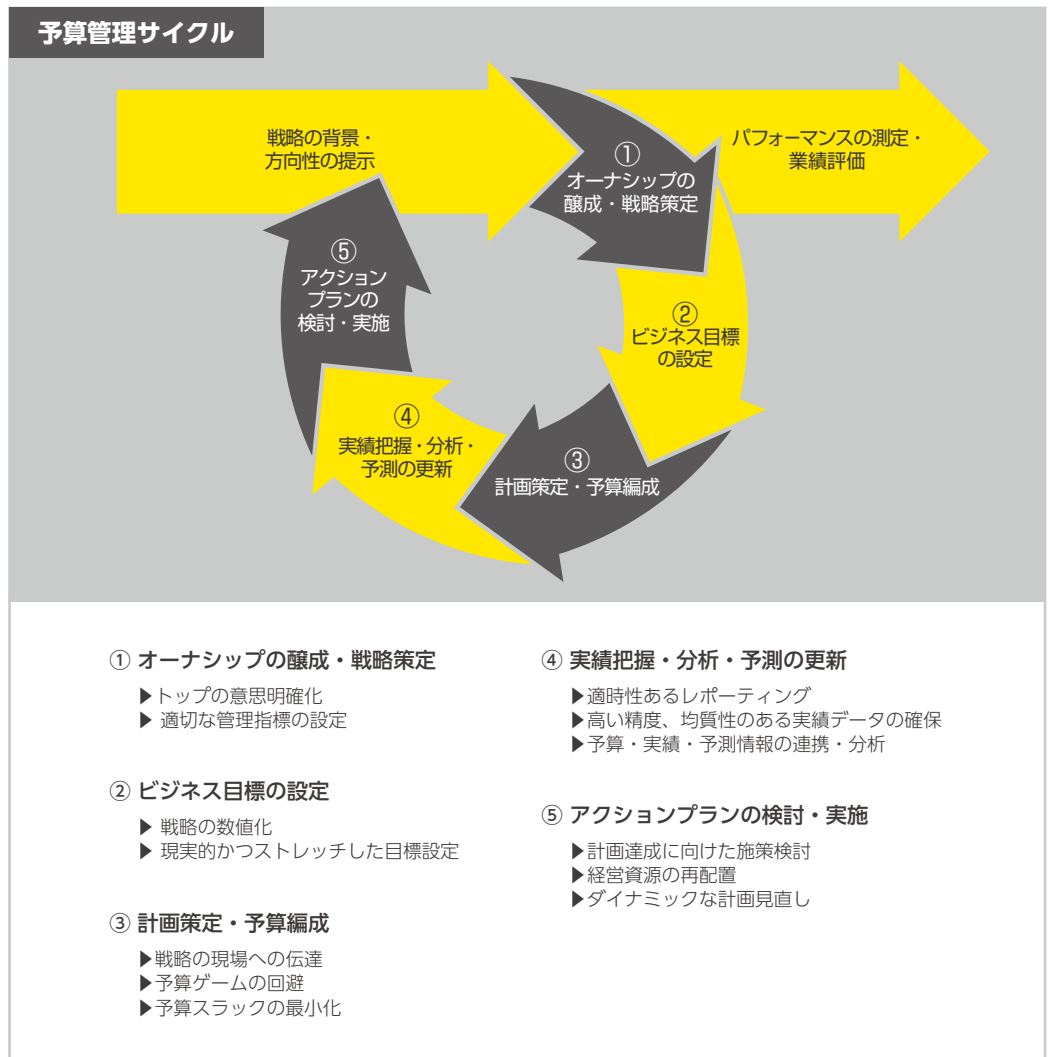 予算管理サイクル
戦略の背景・
方向性の提示
①
オーナシップの
醸成・戦略策定
パフォーマンスの測定・
業績評価
②
ビジネス目標
の設定
③
計画策定・予算編成
④
実績把握・分析・
予測の更新
⑤
アクション
プランの
検討・実施
① オーナシップの醸成・戦略策定
▶トップの意思明確化
▶ 適切な管理指標の設定
② ビジネス目標の設定
▶ 戦略の数値化
▶ 現実的かつストレッチした目標設定
③ 計画策定・予算編成
▶戦略の現場への伝達
▶予算ゲームの回避
▶予算スラックの最小化
④ 実績把握・分析・予測の更新
▶適時性あるレポーティング
▶高い精度、均質性のある実績データの確保
▶予算・実績・予測情報の連携・分析
⑤ アクションプランの検討・実施
▶計画達成に向けた施策検討
▶経営資源の再配置
▶ダイナミックな計画見直し